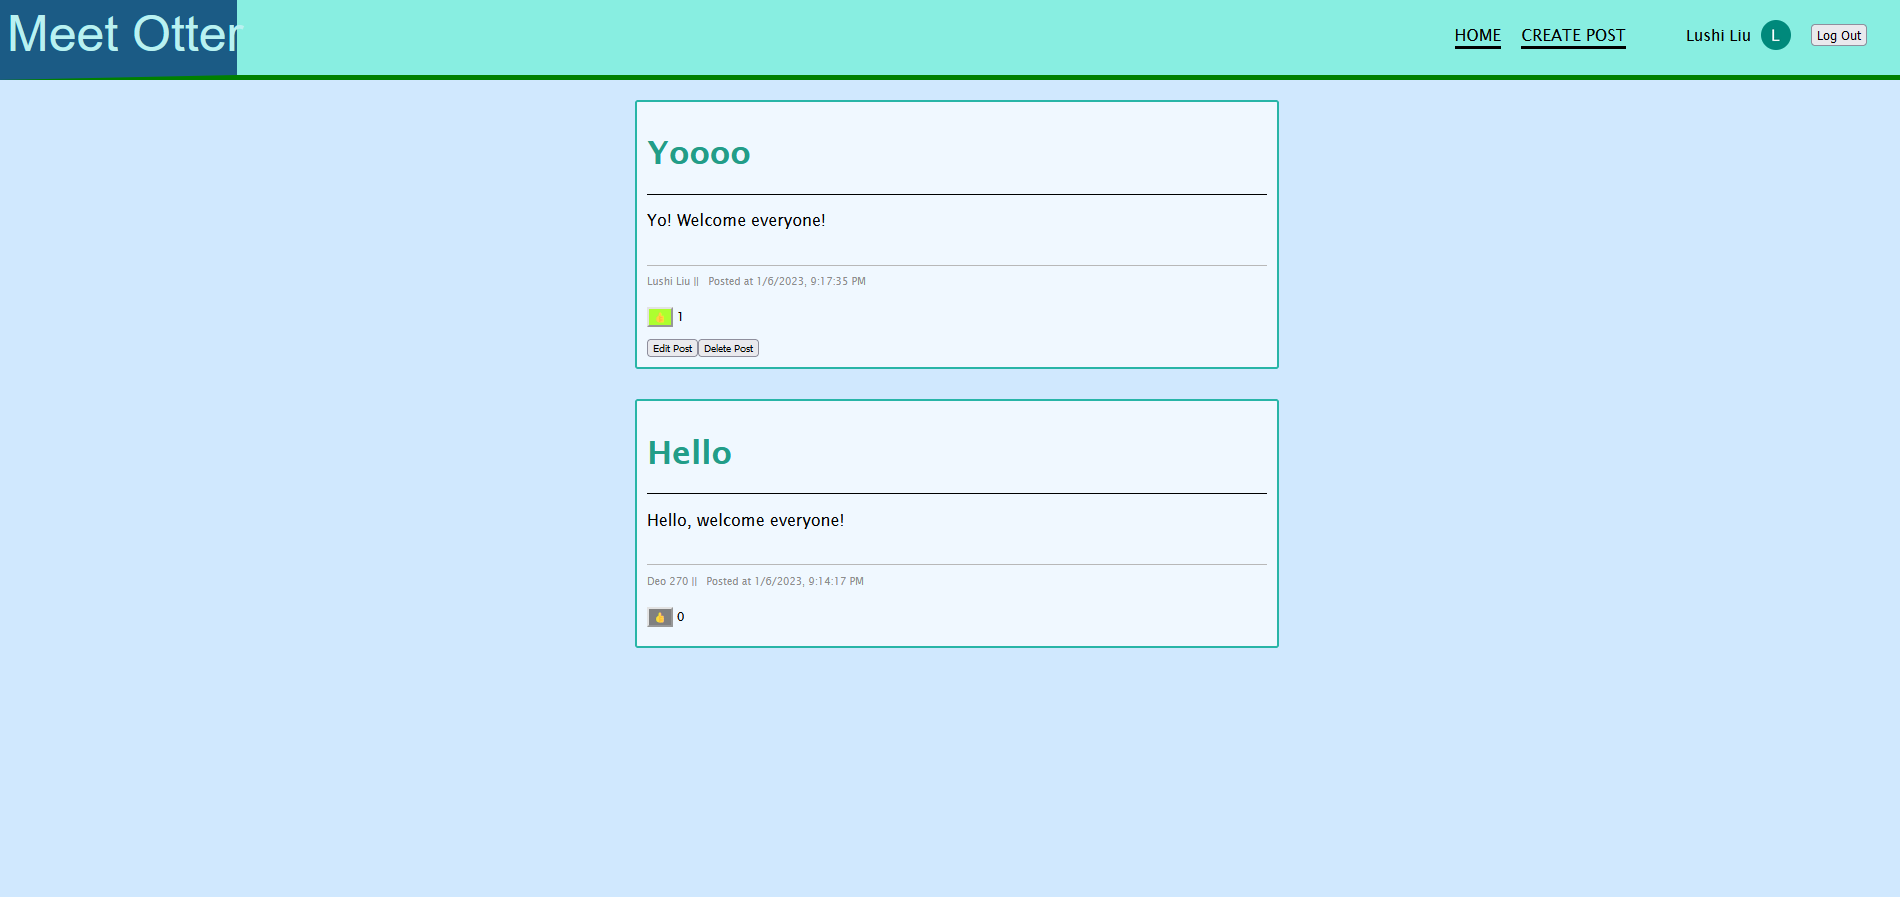 Meet Otter
HOME CREATE POST Lushi Liu L Log Out
Yoooo
Yo! Welcome everyone!
Lushi Liu || Posted at 1/6/2023, 9:17:35 PM
👍 1
Edit Post Delete Post
Hello
Hello, welcome everyone!
Deo 270 || Posted at 1/6/2023, 9:14:17 PM
👍 0